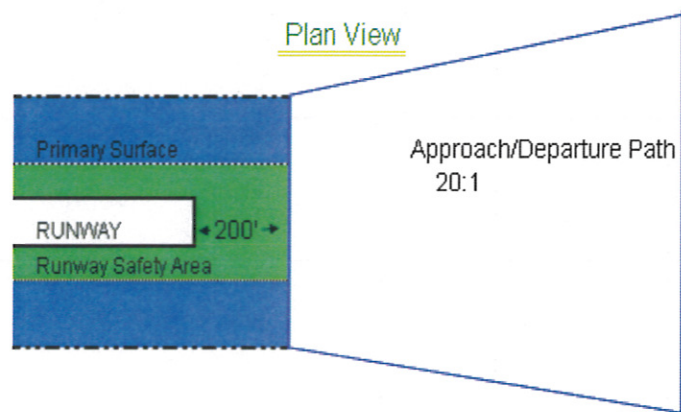 Plan View
Primary Surface
Approach/Departure Path
20:1
RUNWAY
200'
Runway Safety Area